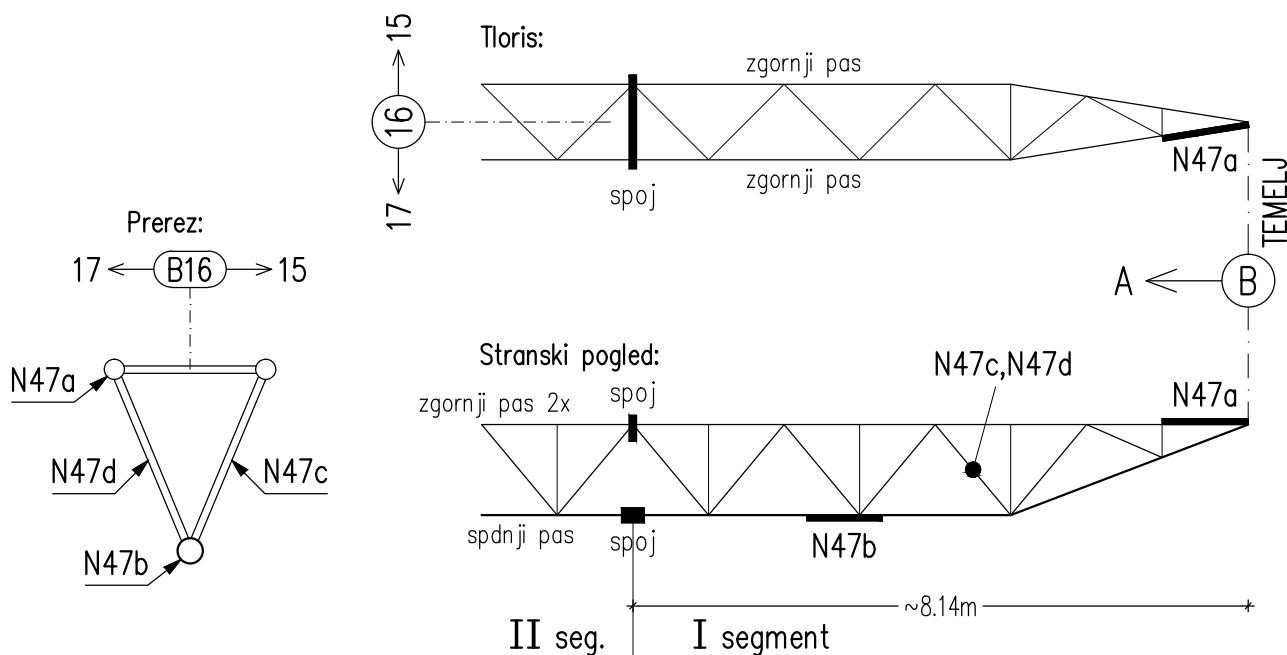 Tloris:
15
16
17
zgornji pas
zgornji pas
spoj
N47a
TEMELJ
Prerez:
17 B16 15
N47a
N47d N47c
N47b
A B
Stranski pogled:
spoj
zgornji pas 2x
N47c,N47d
N47a
spdnji pas
spoj
N47b
~8.14m
II seg. I segment